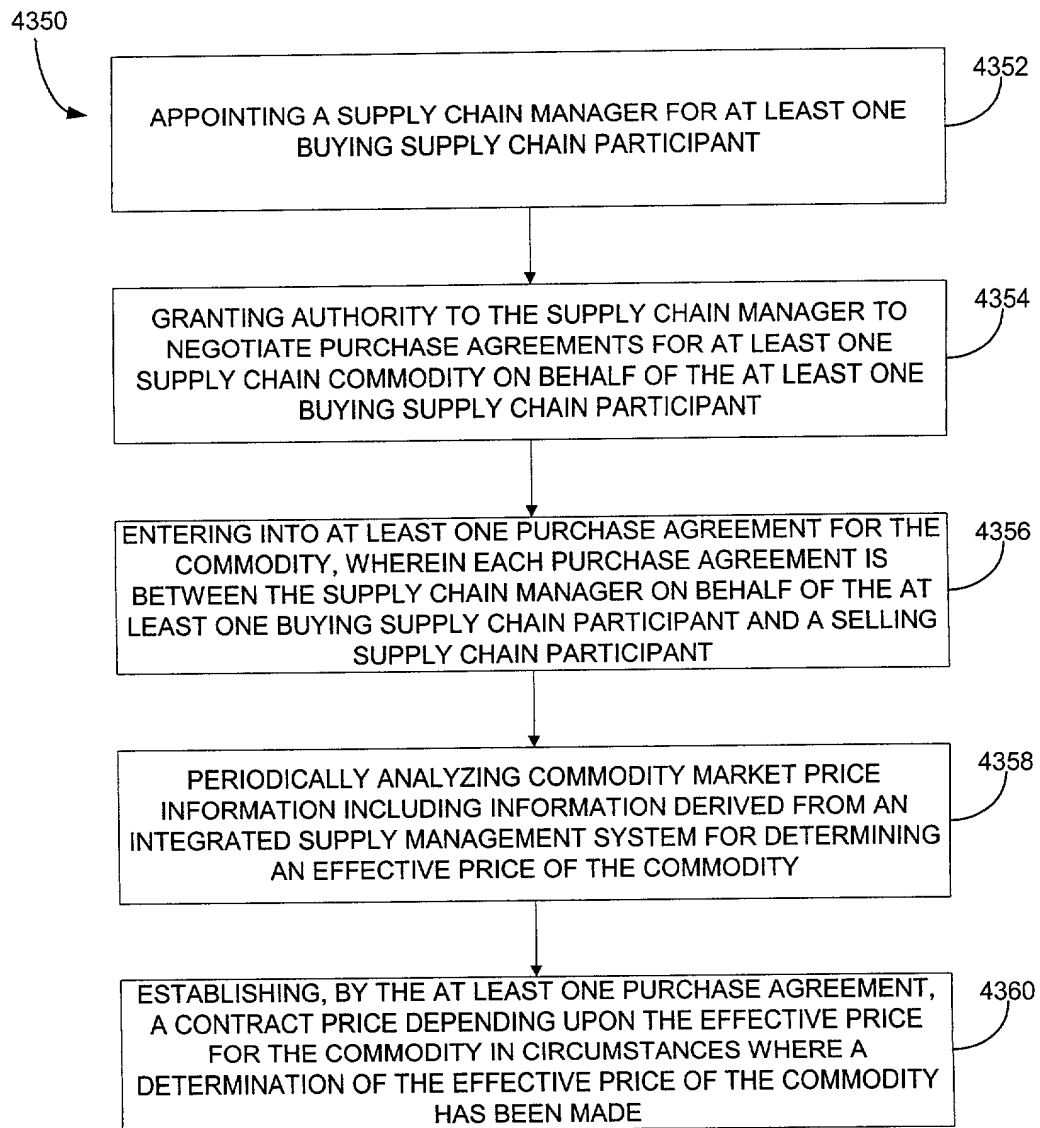 4350
4352
APPOINTING A SUPPLY CHAIN MANAGER FOR AT LEAST ONE
BUYING SUPPLY CHAIN PARTICIPANT
4354
GRANTING AUTHORITY TO THE SUPPLY CHAIN MANAGER TO
NEGOTIATE PURCHASE AGREEMENTS FOR AT LEAST ONE
SUPPLY CHAIN COMMODITY ON BEHALF OF THE AT LEAST ONE
BUYING SUPPLY CHAIN PARTICIPANT
4356
ENTERING INTO AT LEAST ONE PURCHASE AGREEMENT FOR THE
COMMODITY, WHEREIN EACH PURCHASE AGREEMENT IS
BETWEEN THE SUPPLY CHAIN MANAGER ON BEHALF OF THE AT
LEAST ONE BUYING SUPPLY CHAIN PARTICIPANT AND A SELLING
SUPPLY CHAIN PARTICIPANT
4358
PERIODICALLY ANALYZING COMMODITY MARKET PRICE
INFORMATION INCLUDING INFORMATION DERIVED FROM AN
INTEGRATED SUPPLY MANAGEMENT SYSTEM FOR DETERMINING
AN EFFECTIVE PRICE OF THE COMMODITY
4360
ESTABLISHING, BY THE AT LEAST ONE PURCHASE AGREEMENT,
A CONTRACT PRICE DEPENDING UPON THE EFFECTIVE PRICE
FOR THE COMMODITY IN CIRCUMSTANCES WHERE A
DETERMINATION OF THE EFFECTIVE PRICE OF THE COMMODITY
HAS BEEN MADE